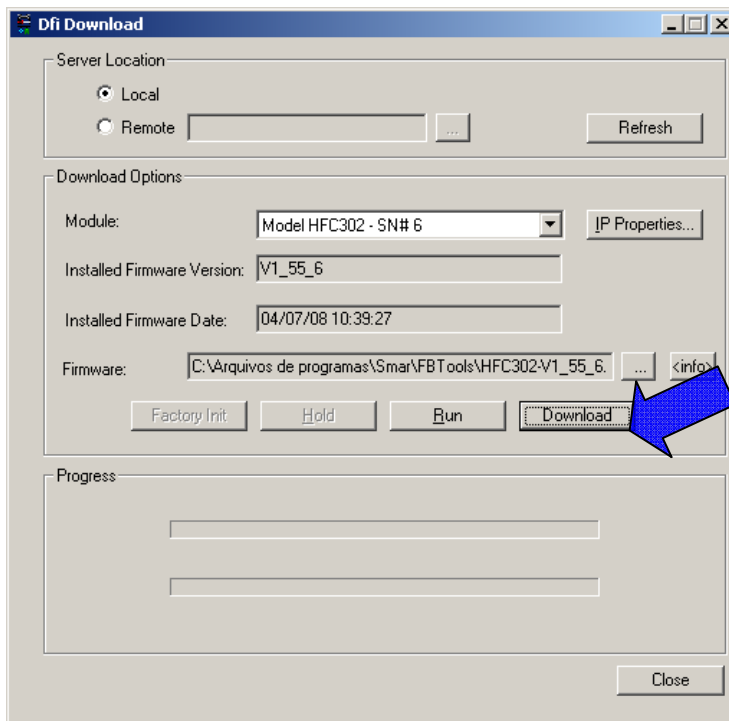 Dfi Download
Server Location
Local
Remote ... Refresh
Download Options
Module: Model HFC302 - SN# 6 IP Properties...
Installed Firmware Version: V1_55_6
Installed Firmware Date: 04/07/08 10:39:27
Firmware: C:\Arquivos de programas\Smar\FBTools\HFC302-V1_55_6. ... <info>
Factory Init Hold Run Download
Progress
Close